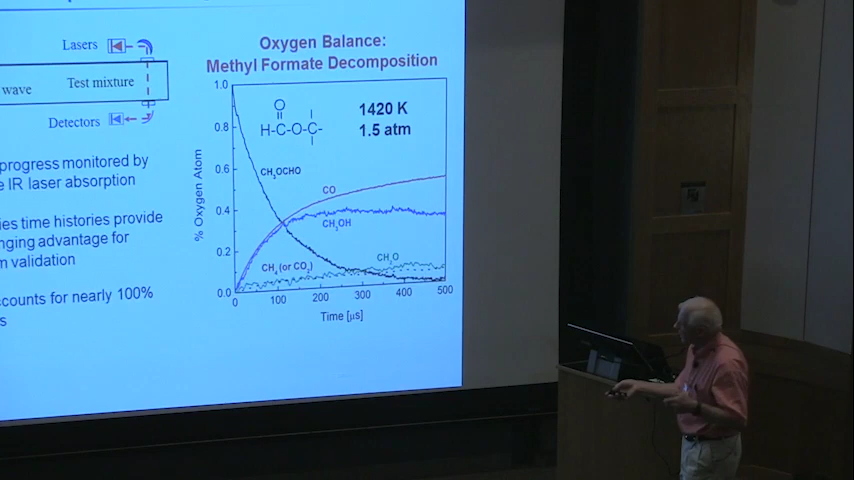 Lasers
wave
Test mixture
Detectors
progress monitored by
IR laser absorption
time histories provide
advantage for
validation
for nearly 100%
Oxygen Balance:
Methyl Formate Decomposition
1.0
0.8
0.6
0.4
0.2
0.0
% Oxygen Atom
O
H-C-O-C-
1420 K
1.5 atm
CH₃OCHO
CO
CH₃OH
CH₂O
CH₄ (or CO₂)
0 100 200 300 400 500
Time [μs]